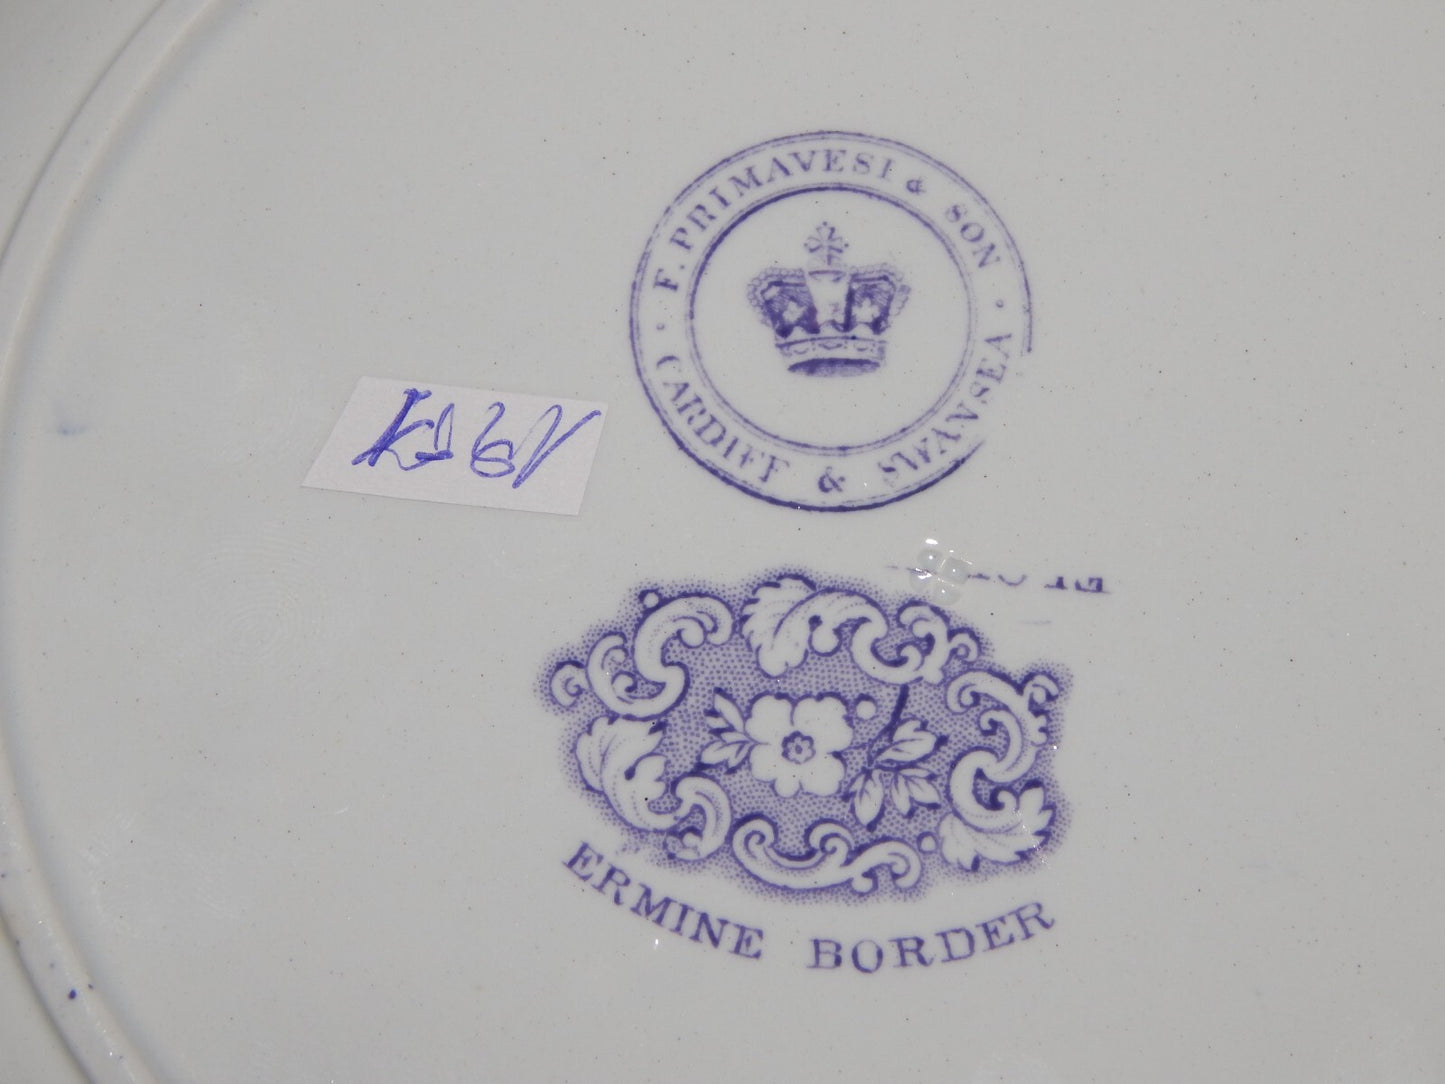 F. PRIMAVESI & SON
CARDIFF & SWANSEA
ERMINE BORDER